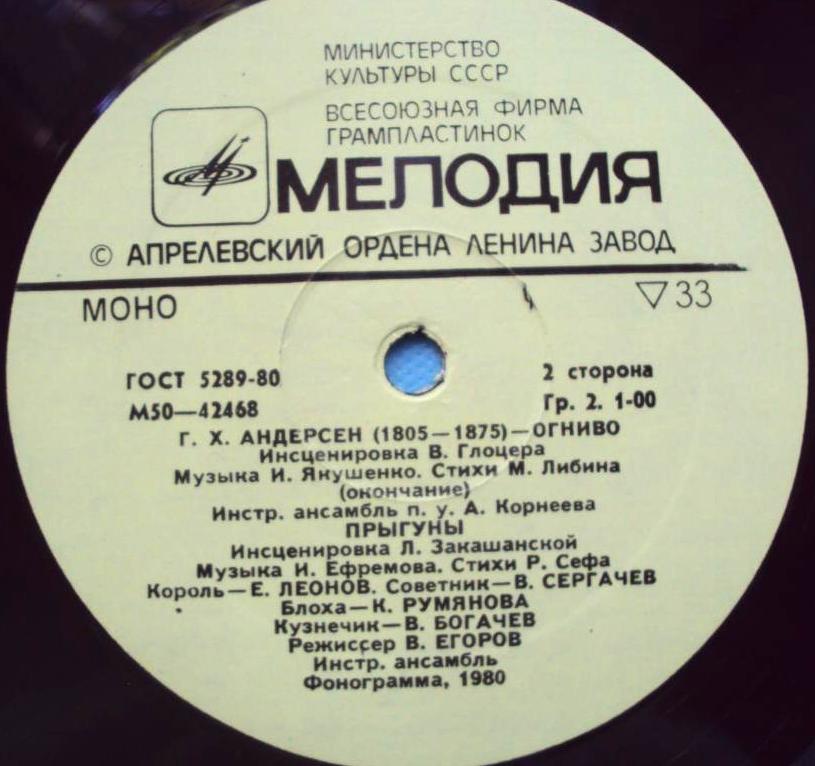 МИНИСТЕРСТВО
КУЛЬТУРЫ СССР
ВСЕСОЮЗНАЯ ФИРМА
ГРАМПЛАСТИНОК
МЕЛОДИЯ
© АПРЕЛЕВСКИЙ ОРДЕНА ЛЕНИНА ЗАВОД
МОНО ▽33
ГОСТ 5289-80 2 сторона
М50—42468 Гр. 2. 1-00
Г. Х. АНДЕРСЕН (1805—1875)—ОГНИВО
Инсценировка В. Глоцера
Музыка И. Якушенко. Стихи М. Либина
(окончание)
Инстр. ансамбль п. у. А. Корнеева
ПРЫГУНЫ
Инсценировка Л. Закашанской
Музыка И. Ефремова. Стихи Р. Сефа
Король—Е. ЛЕОНОВ. Советник—В. СЕРГАЧЕВ
Блоха—К. РУМЯНОВА
Кузнечик—В. БОГАЧЕВ
Режиссер В. ЕГОРОВ
Инстр. ансамбль
Фонограмма, 1980